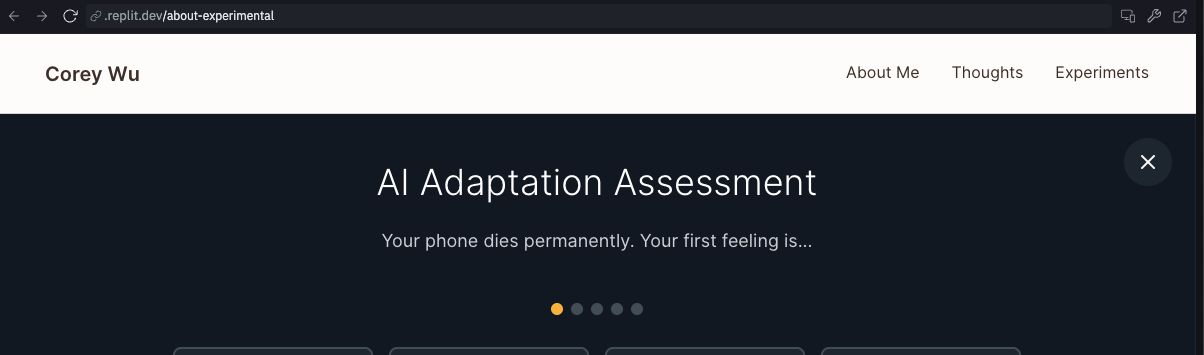 .replit.dev/about-experimental
Corey Wu
About Me
Thoughts
Experiments
AI Adaptation Assessment
Your phone dies permanently. Your first feeling is...